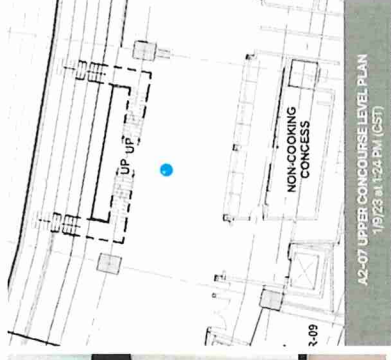 UP UP
NON-COOKING
CONCESS
R-09
A2-07 UPPER CONCOURSE LEVEL PLAN
1/9/23 at 1:24 PM (CST)